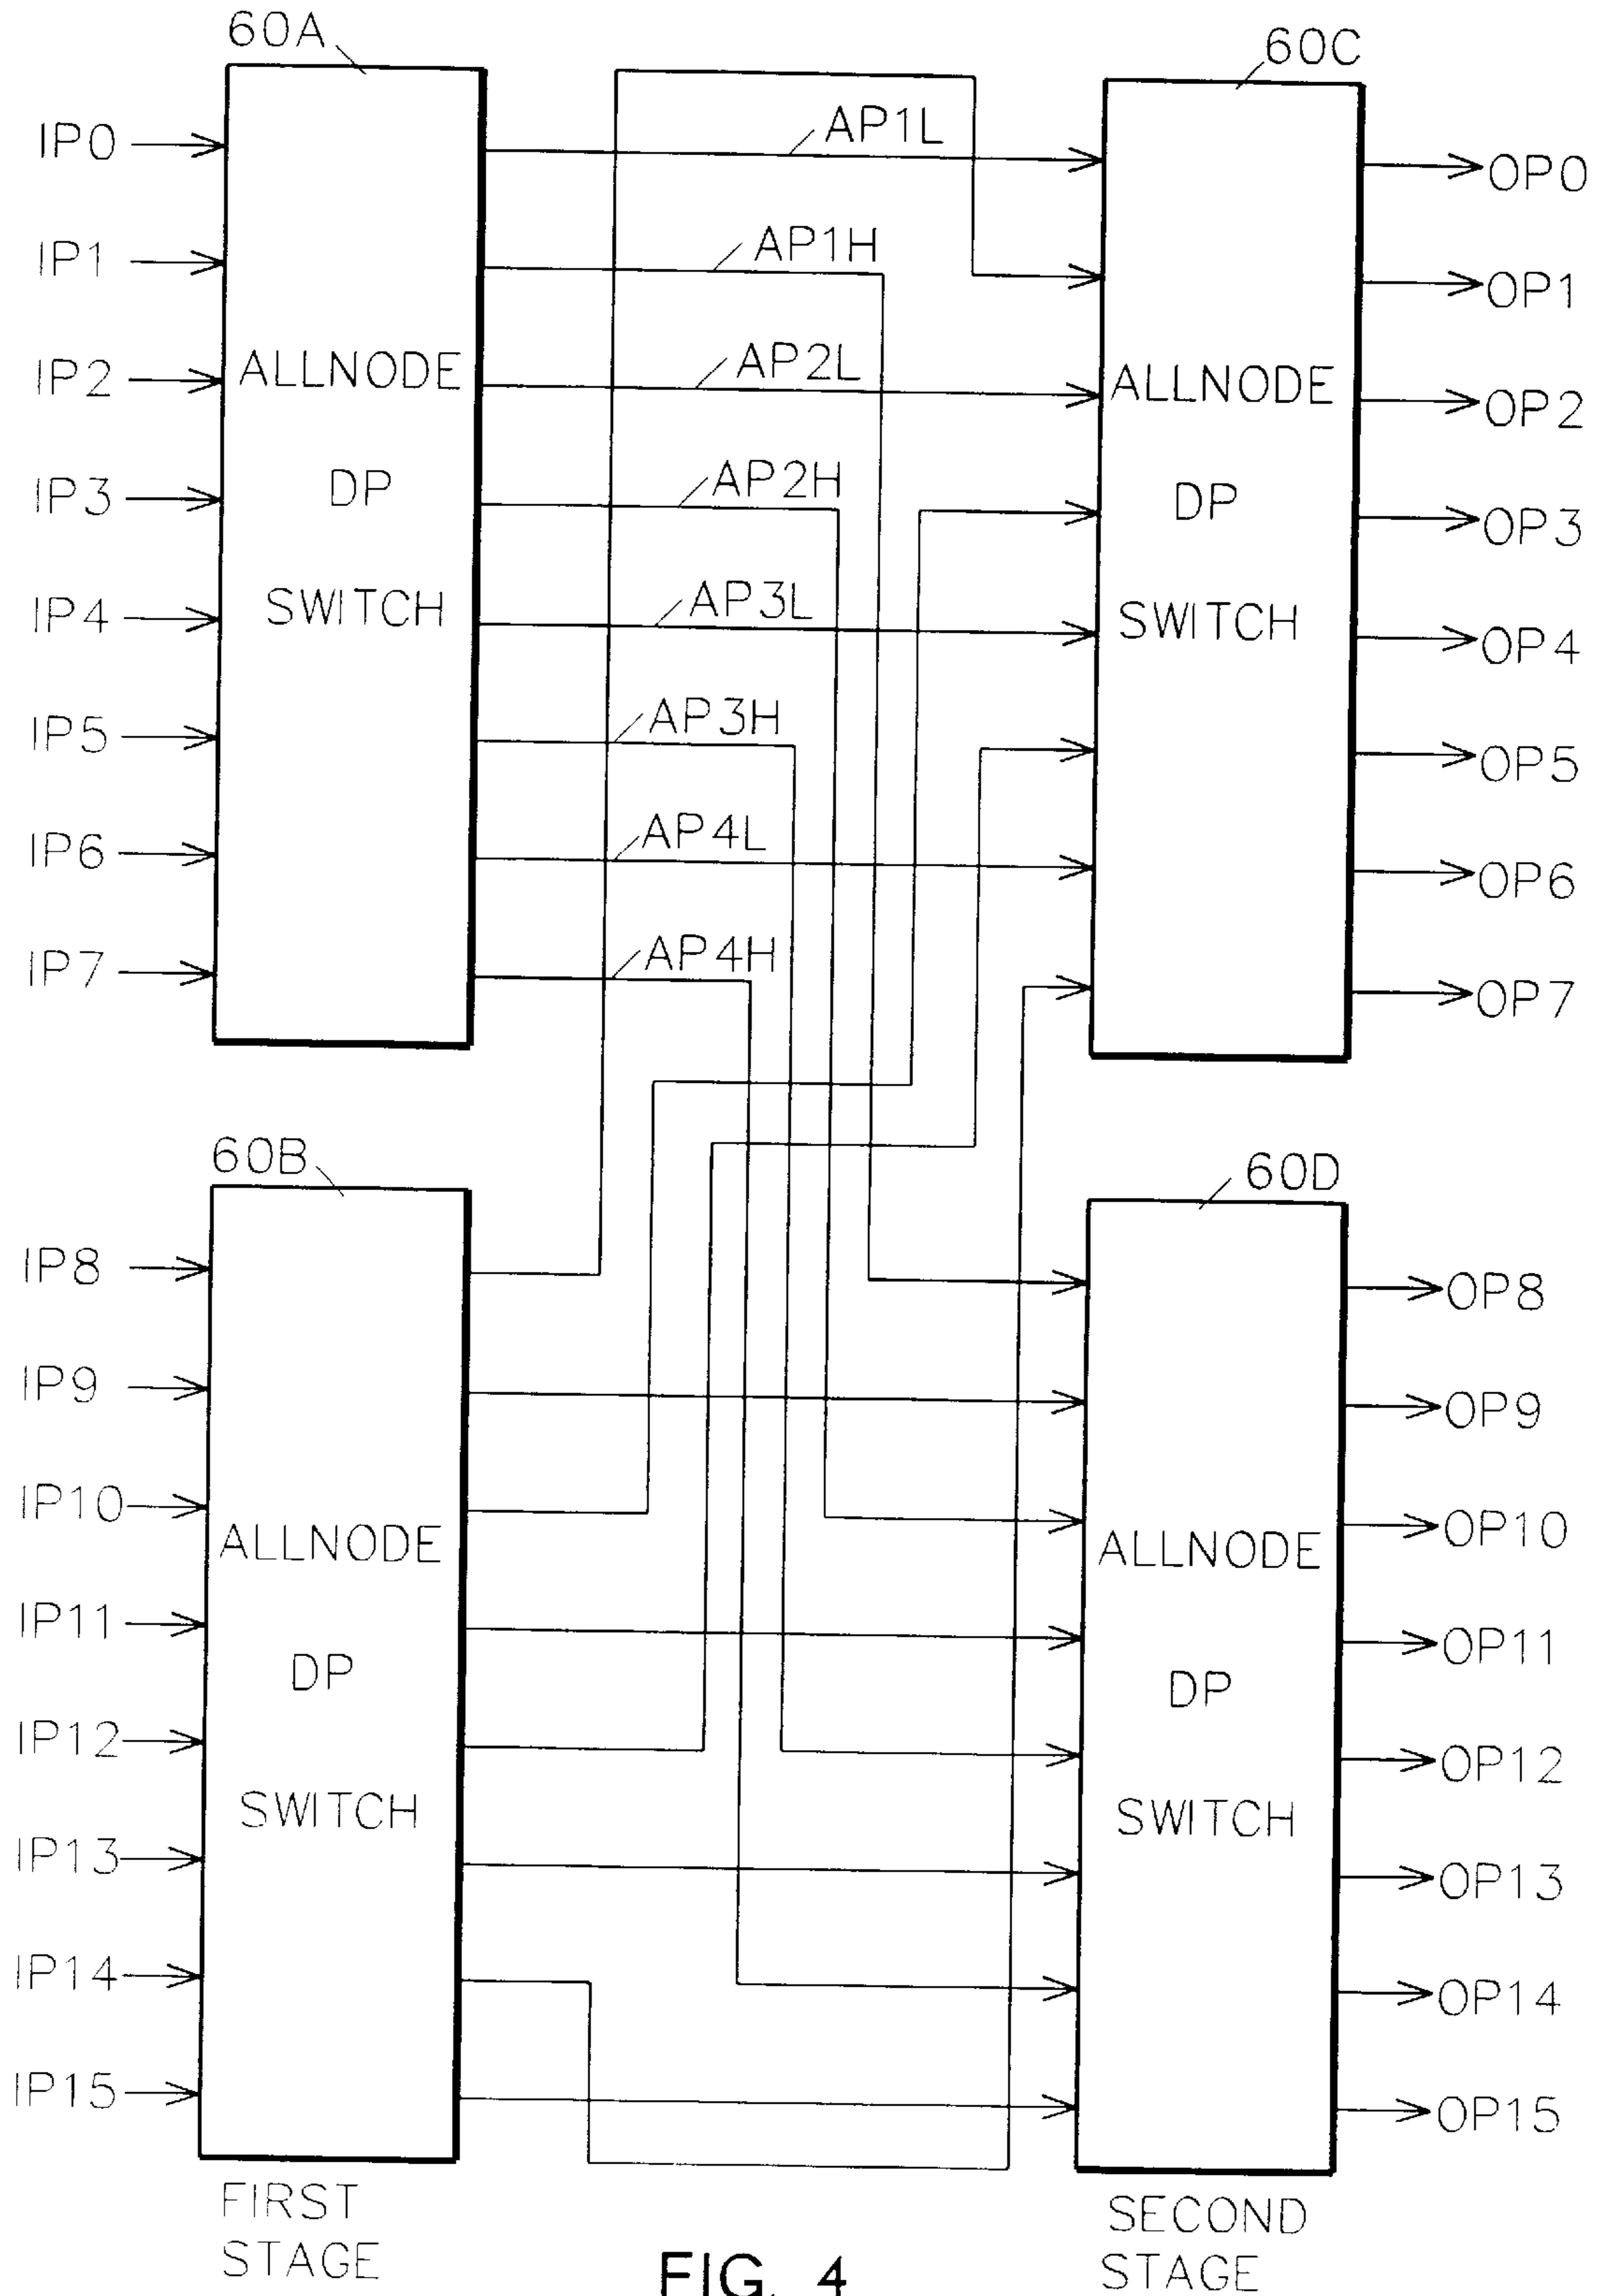 60A
60C
IP0
IP1
IP2
IP3
IP4
IP5
IP6
IP7
ALLNODE
DP
SWITCH
AP1L
AP1H
AP2L
AP2H
AP3L
AP3H
AP4L
AP4H
ALLNODE
DP
SWITCH
OP0
OP1
OP2
OP3
OP4
OP5
OP6
OP7
60B
60D
IP8
IP9
IP10
IP11
IP12
IP13
IP14
IP15
ALLNODE
DP
SWITCH
ALLNODE
DP
SWITCH
OP8
OP9
OP10
OP11
OP12
OP13
OP14
OP15
FIRST
STAGE
SECOND
STAGE
FIG. 4